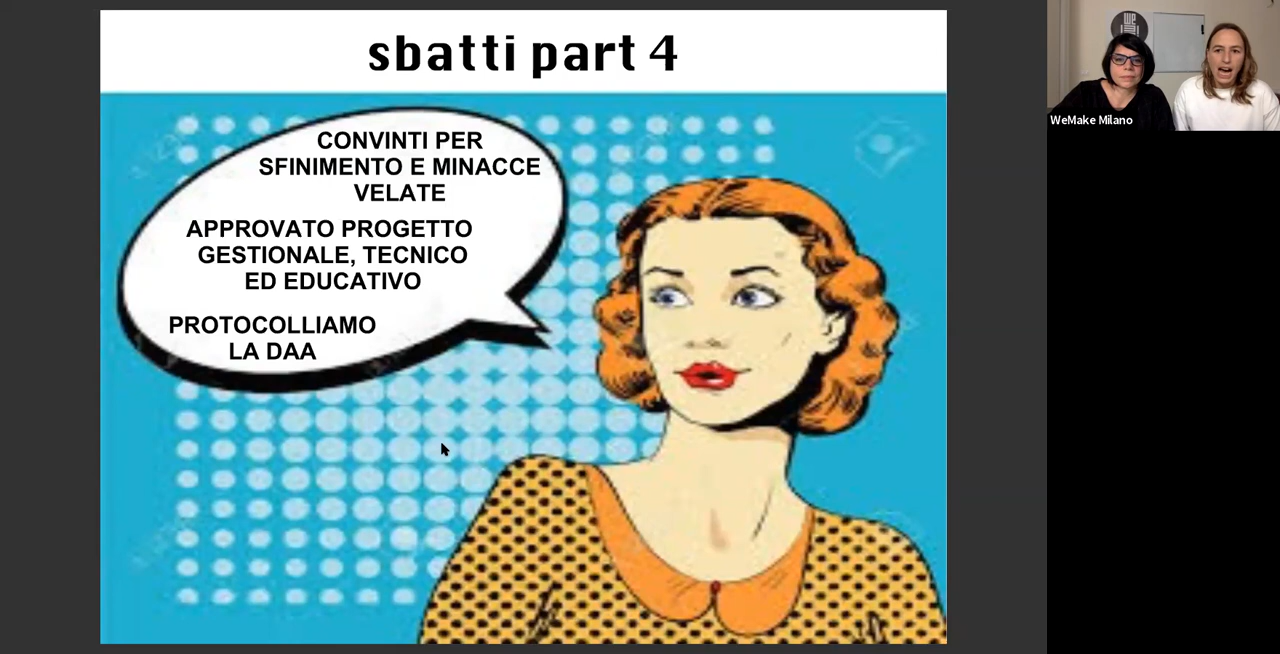 sbatti part 4
CONVINTI PER
SFINIMENTO E MINACCE
VELATE
APPROVATO PROGETTO
GESTIONALE, TECNICO
ED EDUCATIVO
PROTOCOLLIAMO
LA DAA
WeMake Milano